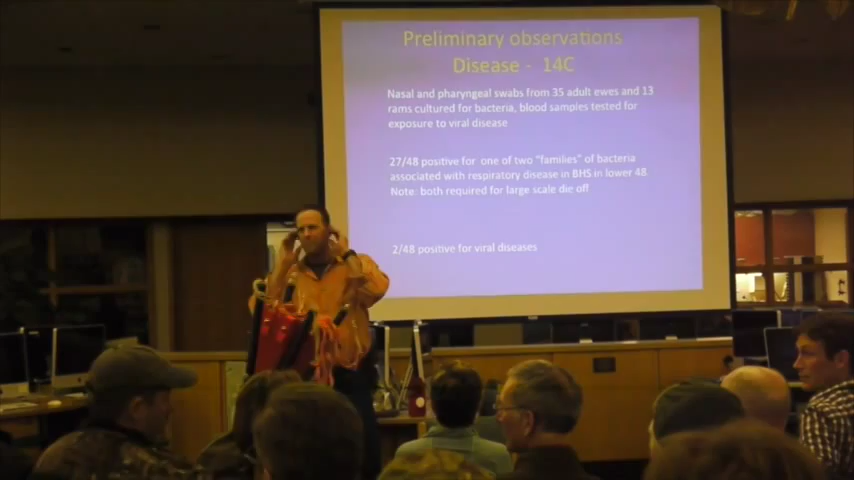 Preliminary observations
Disease - 14C
Nasal and pharyngeal swabs from 35 adult ewes and 13
rams cultured for bacteria, blood samples tested for
exposure to viral disease
27/48 positive for one of two "families" of bacteria
associated with respiratory disease in BHS in lower 48
Note: both required for large scale die off
2/48 positive for viral diseases